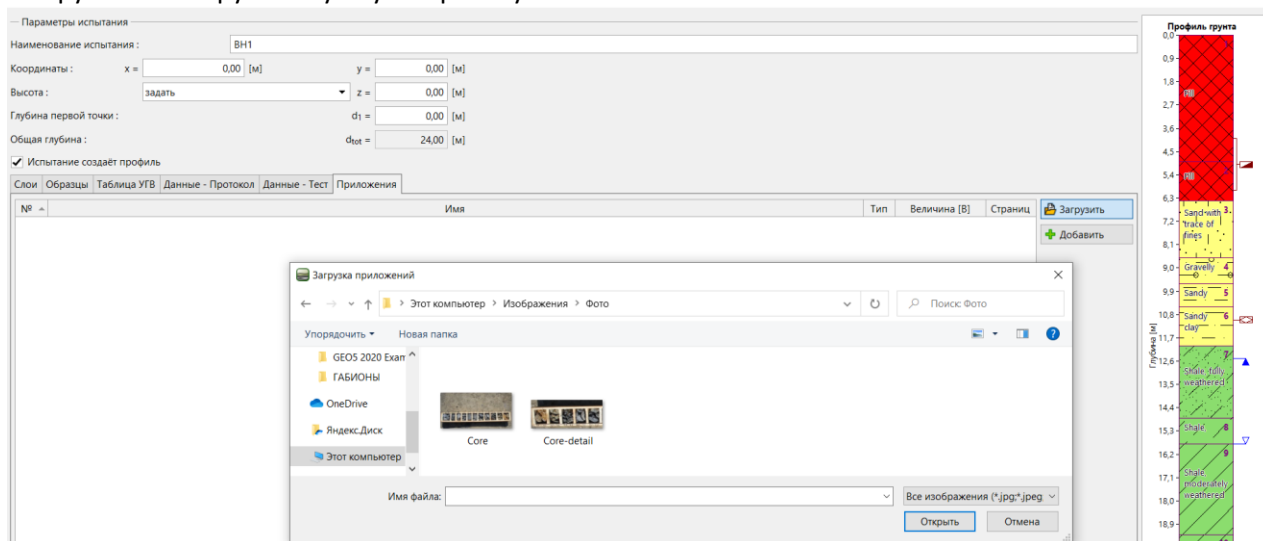 Параметры испытания
Наименование испытания : BH1
Координаты : x = 0,00 [м] y = 0,00 [м]
Высота : задать z = 0,00 [м]
Глубина первой точки : d1 = 0,00 [м]
Общая глубина : dtot = 24,00 [м]
Испытание создаёт профиль
Слои Образцы Таблица УГВ Данные - Протокол Данные - Тест Приложения
№ Имя Тип Величина [B] Страниц
Загрузить
Добавить
Загрузка приложений
Этот компьютер > Изображения > Фото
Поиск: Фото
Упорядочить Новая папка
GEO5 2020 Exam
ГАБИОНЫ
OneDrive
Яндекс.Диск
Этот компьютер
Core
Core-detail
Имя файла: Все изображения (*.jpg;*.jpeg
Открыть Отмена
Профиль грунта
0,0
0,9
1,8
fill
2,7
3,6
4,5
5,4
fill
6,3
Sand with 3.
7,2
trace of
fines
8,1
9,0 Gravelly 4
9,9 Sandy 5
10,8 Sandy 6
clay
11,7
Глубина [м]
7
12,6
Shale, fully
13,5 weathered
14,4
15,3 Shale 8
16,2 9
17,1 Shale,
moderately
18,0 weathered
18,9